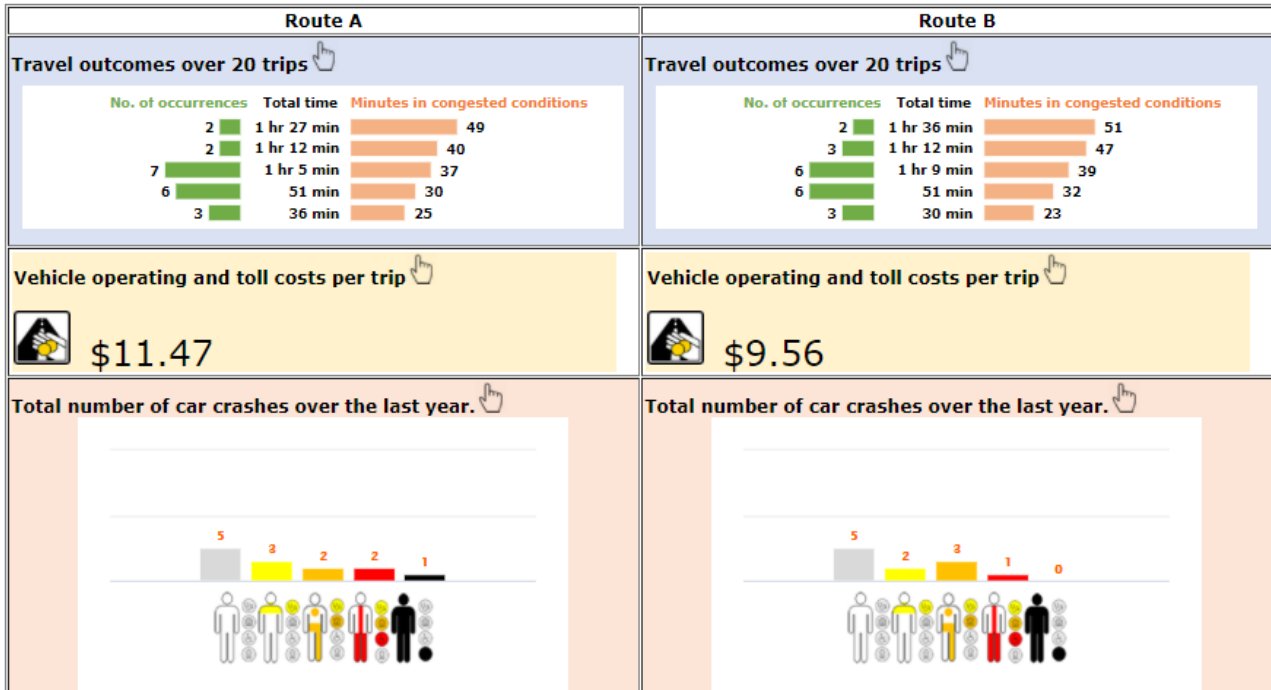 Route A
Route B
Travel outcomes over 20 trips
No. of occurrences Total time Minutes in congested conditions
2 1 hr 27 min 49
2 1 hr 12 min 40
7 1 hr 5 min 37
6 51 min 30
3 36 min 25
Travel outcomes over 20 trips
No. of occurrences Total time Minutes in congested conditions
2 1 hr 36 min 51
3 1 hr 12 min 47
6 1 hr 9 min 39
6 51 min 32
3 30 min 23
Vehicle operating and toll costs per trip
$11.47
Vehicle operating and toll costs per trip
$9.56
Total number of car crashes over the last year.
5
3
2
2
1
Total number of car crashes over the last year.
5
2
3
1
0